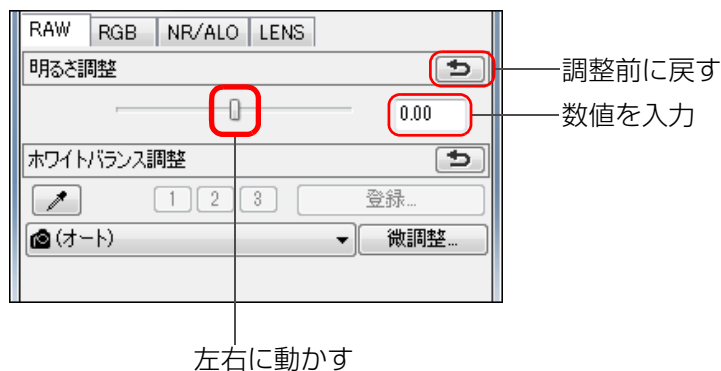 RAW RGB NR/ALO LENS
明るさ調整
調整前に戻す
0.00
数値を入力
ホワイトバランス調整
1 2 3 登録...
(オート) 微調整...
左右に動かす